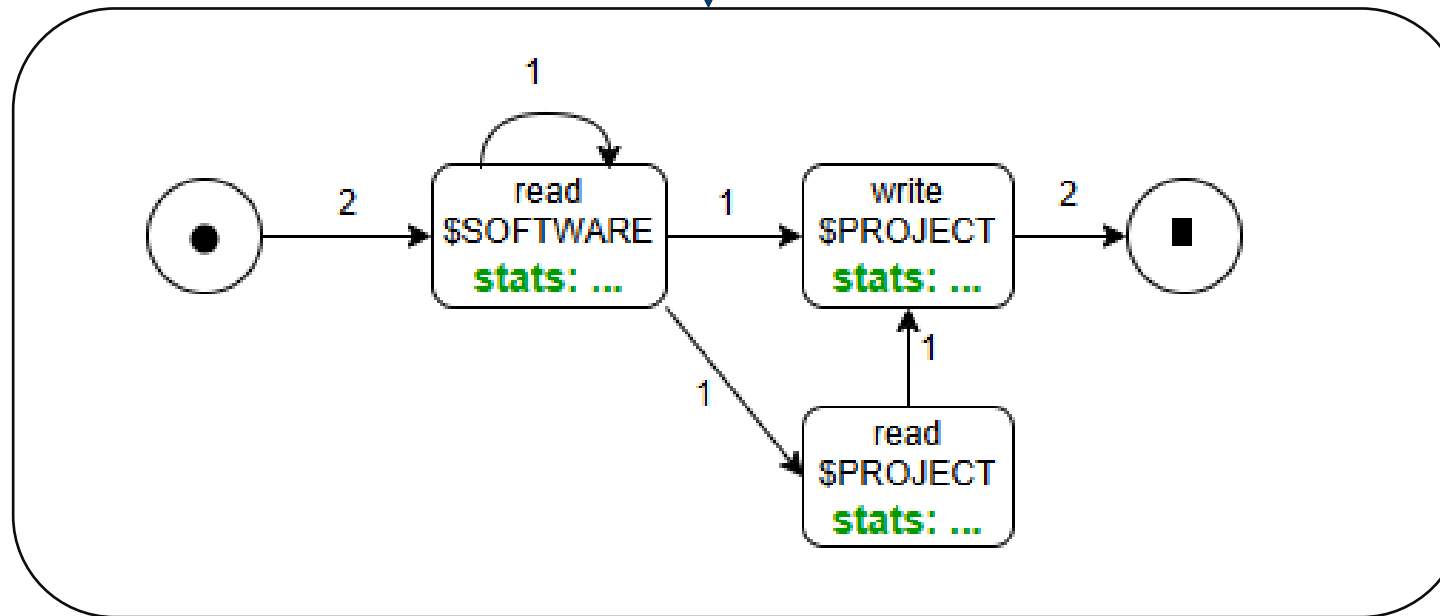 1
2
read
$SOFTWARE
stats: ...
1
write
$PROJECT
stats: ...
2
1
1
read
$PROJECT
stats: ...